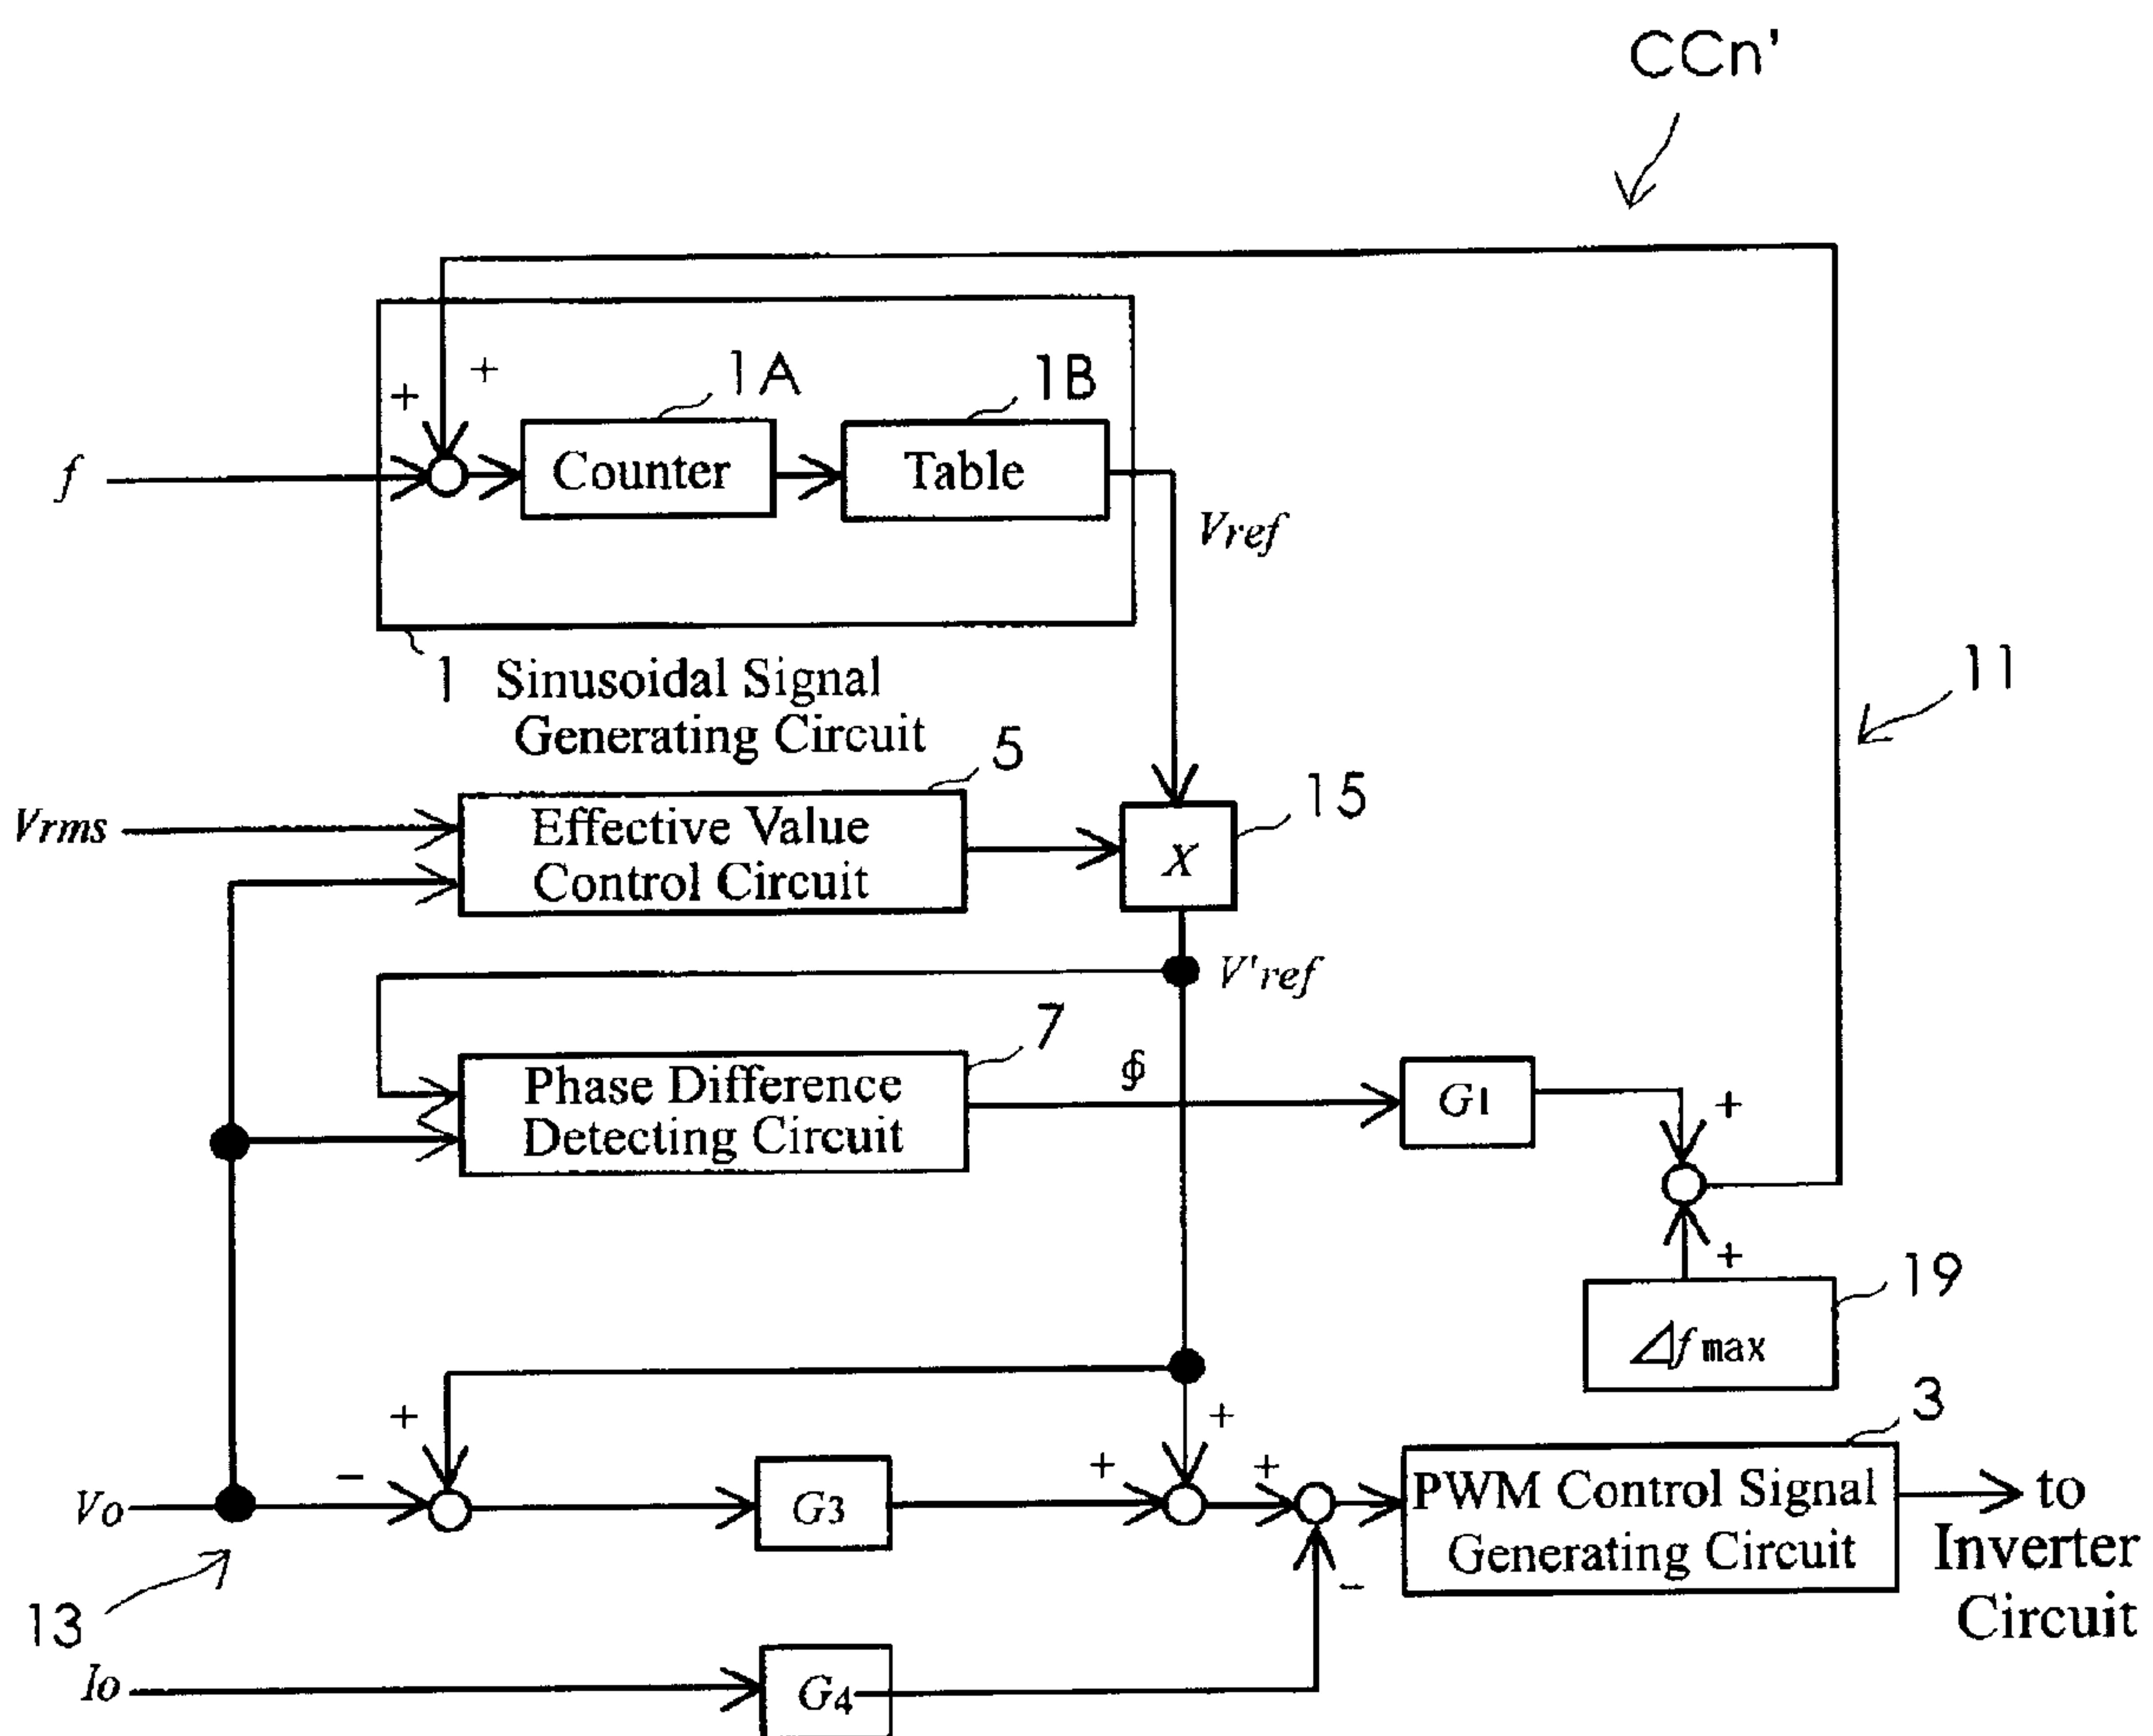 CCn'
1A
1B
+
+
f
Counter
Table
Vref
1 Sinusoidal Signal
Generating Circuit
11
5
15
Vrms
Effective Value
Control Circuit
X
V'ref
7
Phase Difference
Detecting Circuit
ϕ
G1
+
+
19
Δf max
3
+
+
−
+
+
Vo
G3
PWM Control Signal
Generating Circuit
to
Inverter
Circuit
−
13
Io
G4